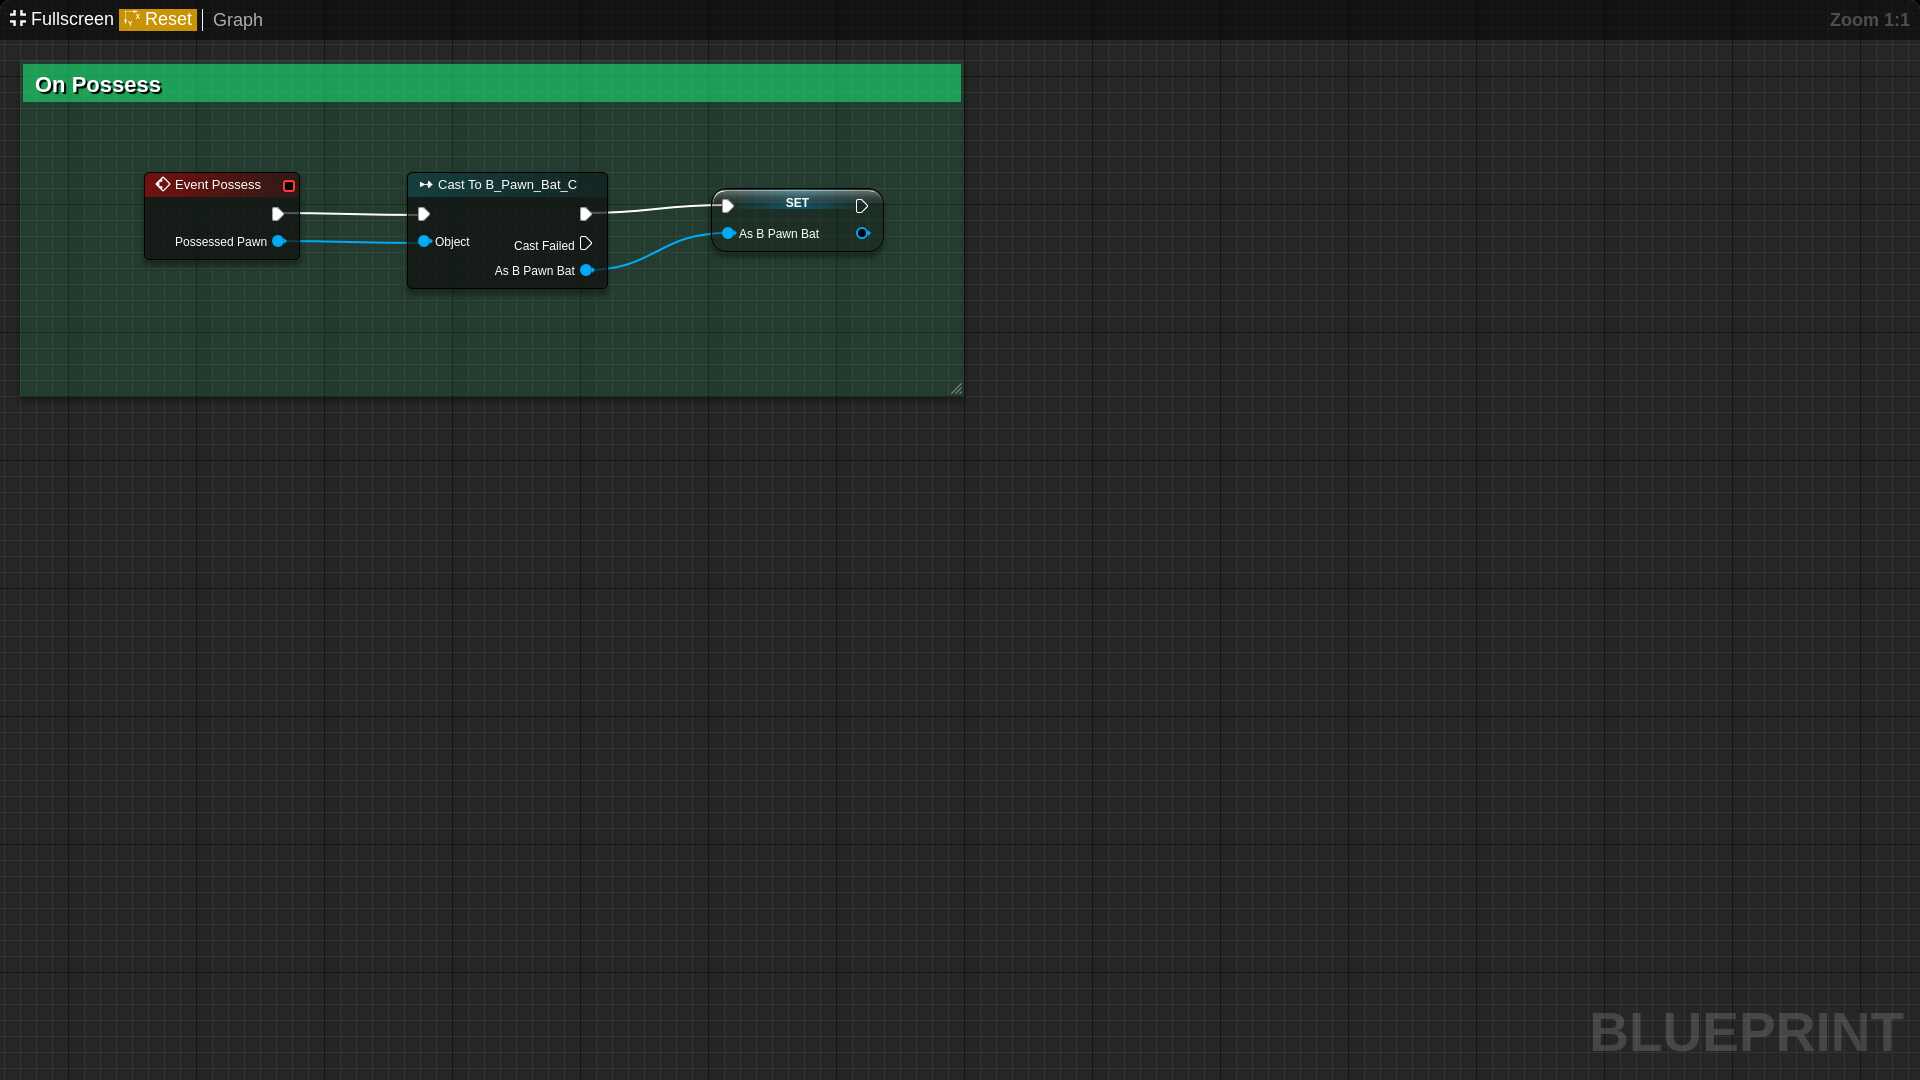 Fullscreen Reset Graph Zoom 1:1
On Possess
Event Possess
Possessed Pawn
Cast To B_Pawn_Bat_C
Object
Cast Failed
As B Pawn Bat
SET
As B Pawn Bat
BLUEPRINT